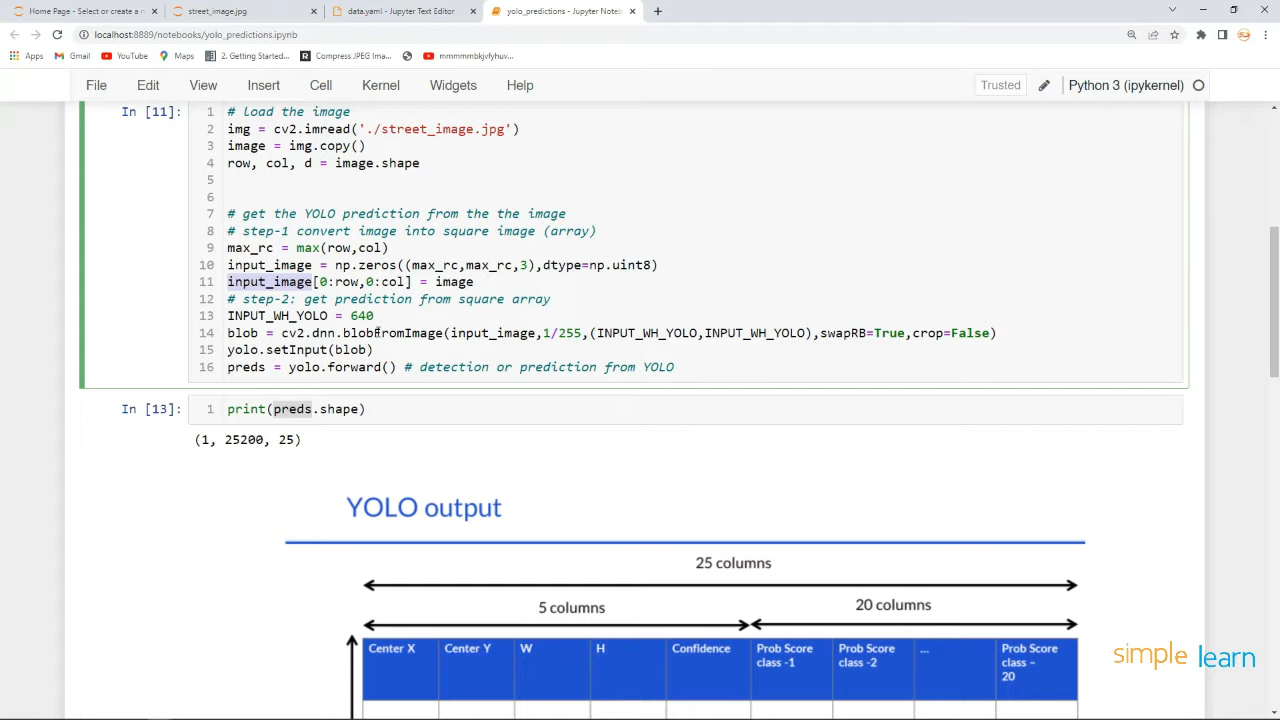 Home Page - Select or create a n
street_image.jpg
data.yaml - Jupyter Text Editor
yolo_predictions - Jupyter Noteb
localhost:8889/notebooks/yolo_predictions.ipynb
Apps
Gmail
YouTube
Maps
2. Getting Started...
Compress JPEG Ima...
mmmmmbkjvfyhuv...
File
Edit
View
Insert
Cell
Kernel
Widgets
Help
Trusted
Python 3 (ipykernel)
In [11]:
1 # load the image
2 img = cv2.imread('./street_image.jpg')
3 image = img.copy()
4 row, col, d = image.shape
5
6
7 # get the YOLO prediction from the the image
8 # step-1 convert image into square image (array)
9 max_rc = max(row,col)
10 input_image = np.zeros((max_rc,max_rc,3),dtype=np.uint8)
11 input_image[0:row,0:col] = image
12 # step-2: get prediction from square array
13 INPUT_WH_YOLO = 640
14 blob = cv2.dnn.blobFromImage(input_image,1/255,(INPUT_WH_YOLO,INPUT_WH_YOLO),swapRB=True,crop=False)
15 yolo.setInput(blob)
16 preds = yolo.forward() # detection or prediction from YOLO
In [13]:
1 print(preds.shape)
(1, 25200, 25)
YOLO output
25 columns
5 columns
20 columns
Center X
Center Y
W
H
Confidence
Prob Score
class -1
Prob Score
class -2
...
Prob Score
class –
20
simplelearn